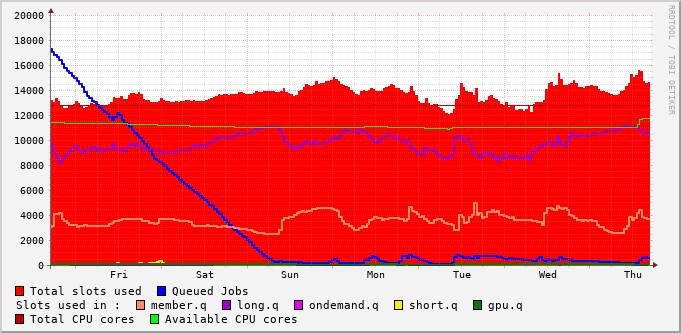 RRDTOOL / TOBI OETIKER
20000
18000
16000
14000
12000
10000
8000
6000
4000
2000
0
Fri Sat Sun Mon Tue Wed Thu
Total slots used Queued Jobs
Slots used in : member.q long.q ondemand.q short.q gpu.q
Total CPU cores Available CPU cores